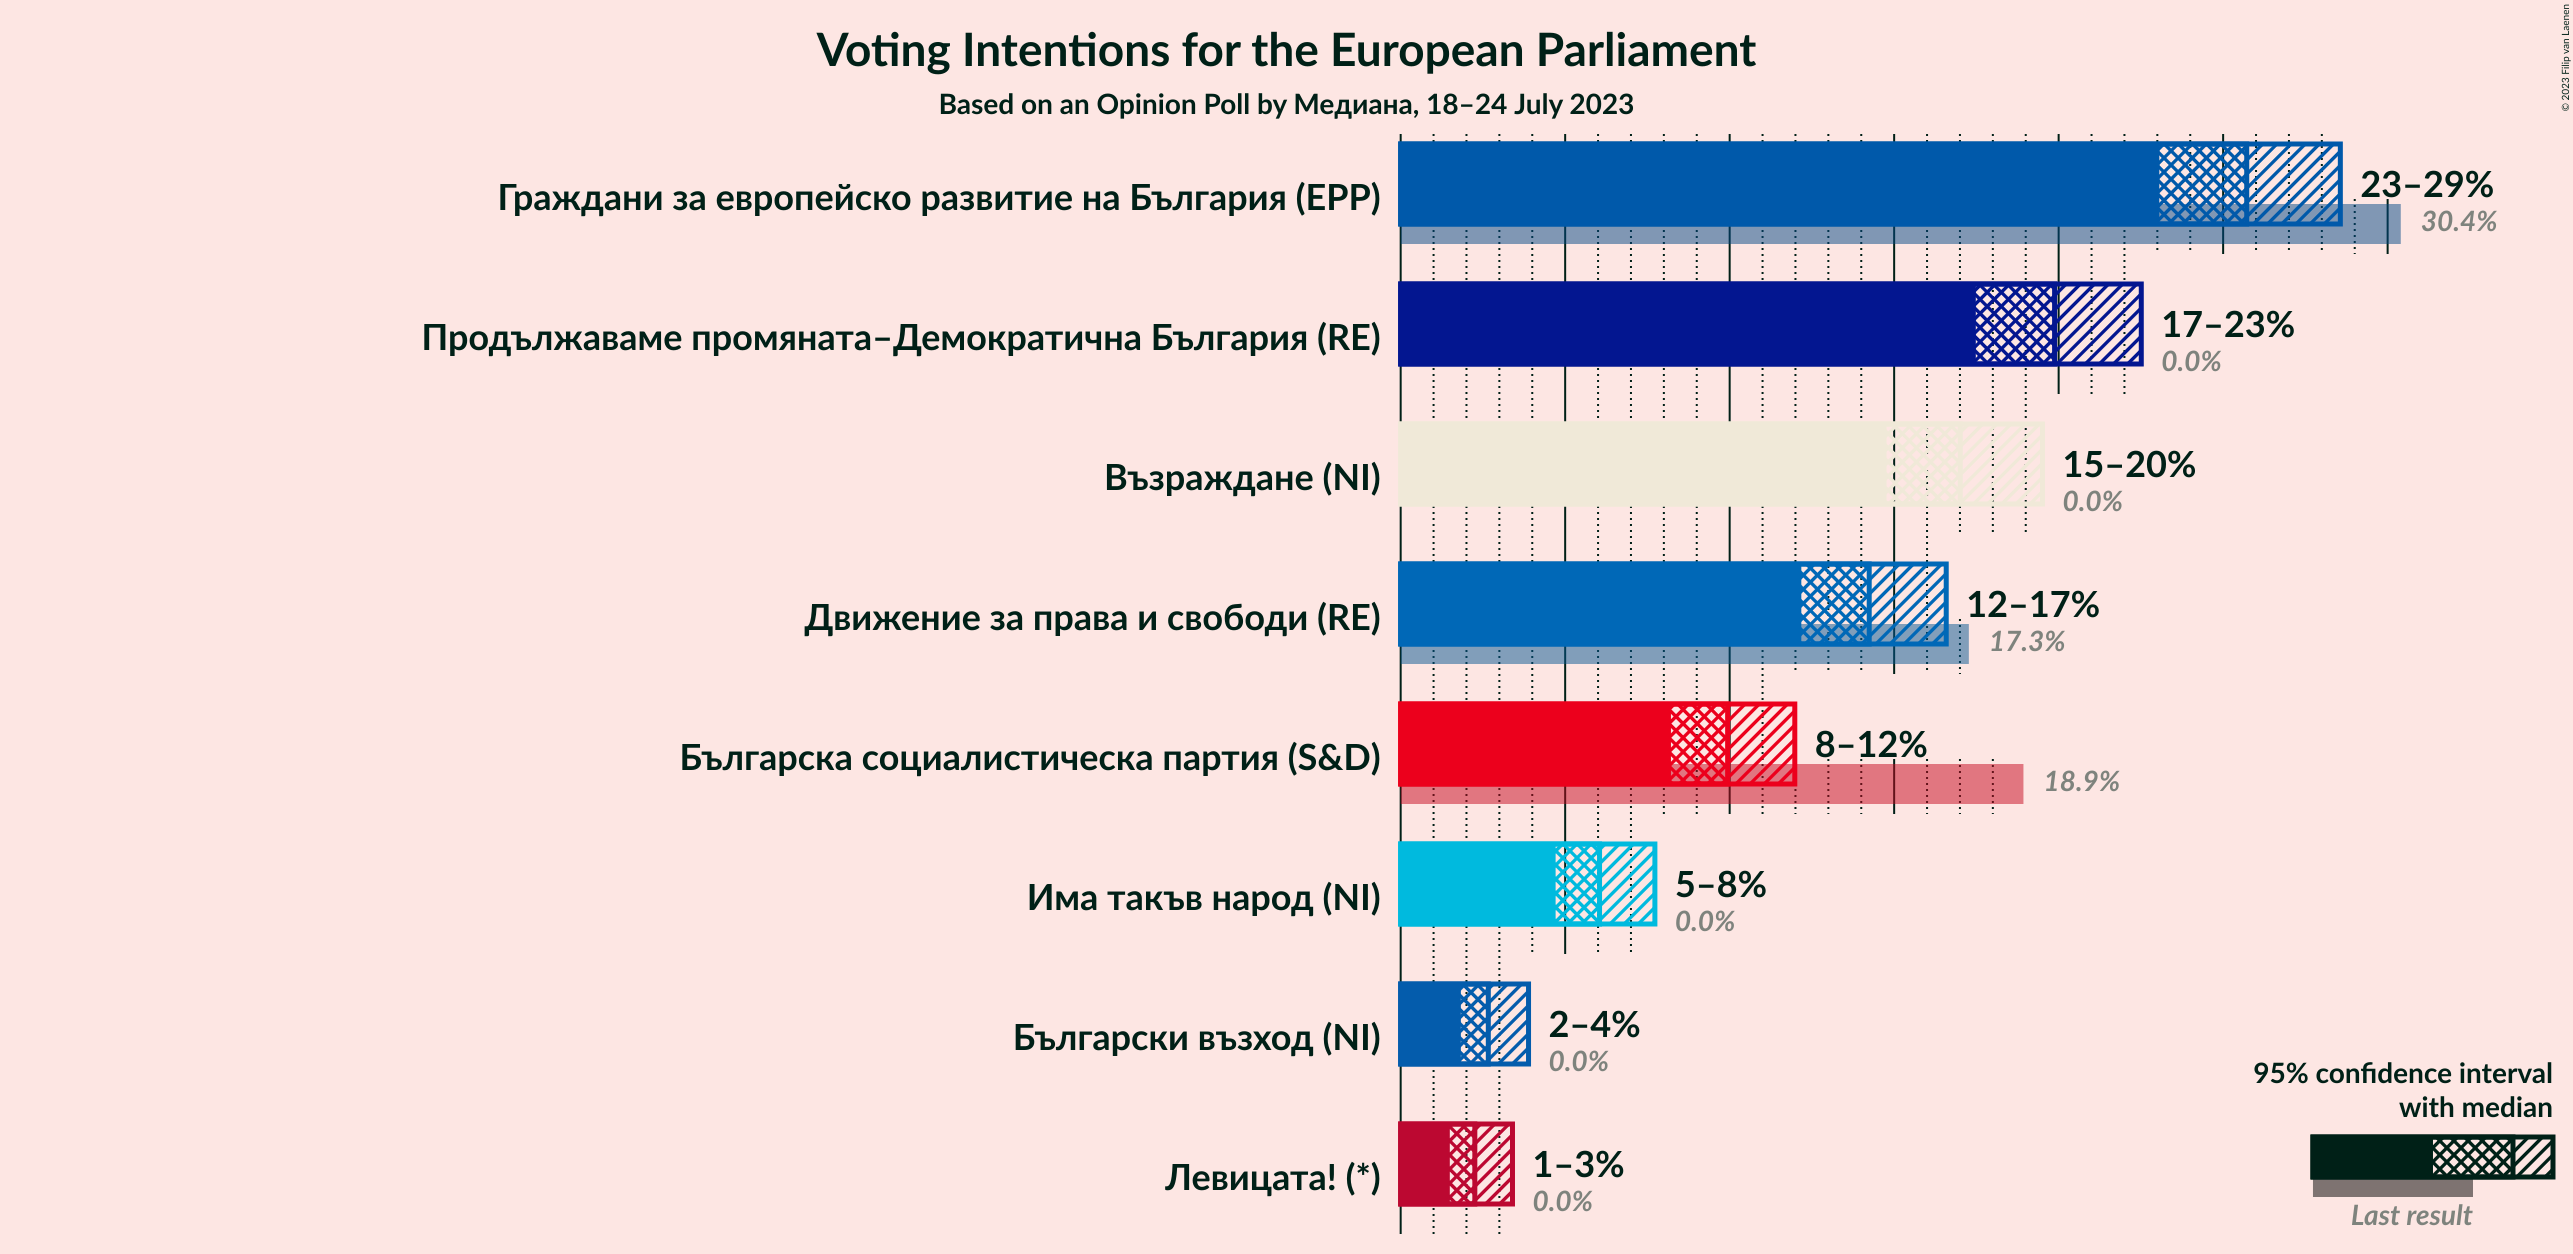 Voting Intentions for the European Parliament
Based on an Opinion Poll by Медиана, 18–24 July 2023
© 2023 Filip van Laenen
Граждани за европейско развитие на България (EPP)
23–29%
30.4%
Продължаваме промяната–Демократична България (RE)
17–23%
0.0%
Възраждане (NI)
15–20%
0.0%
Движение за права и свободи (RE)
12–17%
17.3%
Българска социалистическа партия (S&D)
8–12%
18.9%
Има такъв народ (NI)
5–8%
0.0%
Български възход (NI)
2–4%
0.0%
Левицата! (*)
1–3%
0.0%
95% confidence interval
with median
Last result